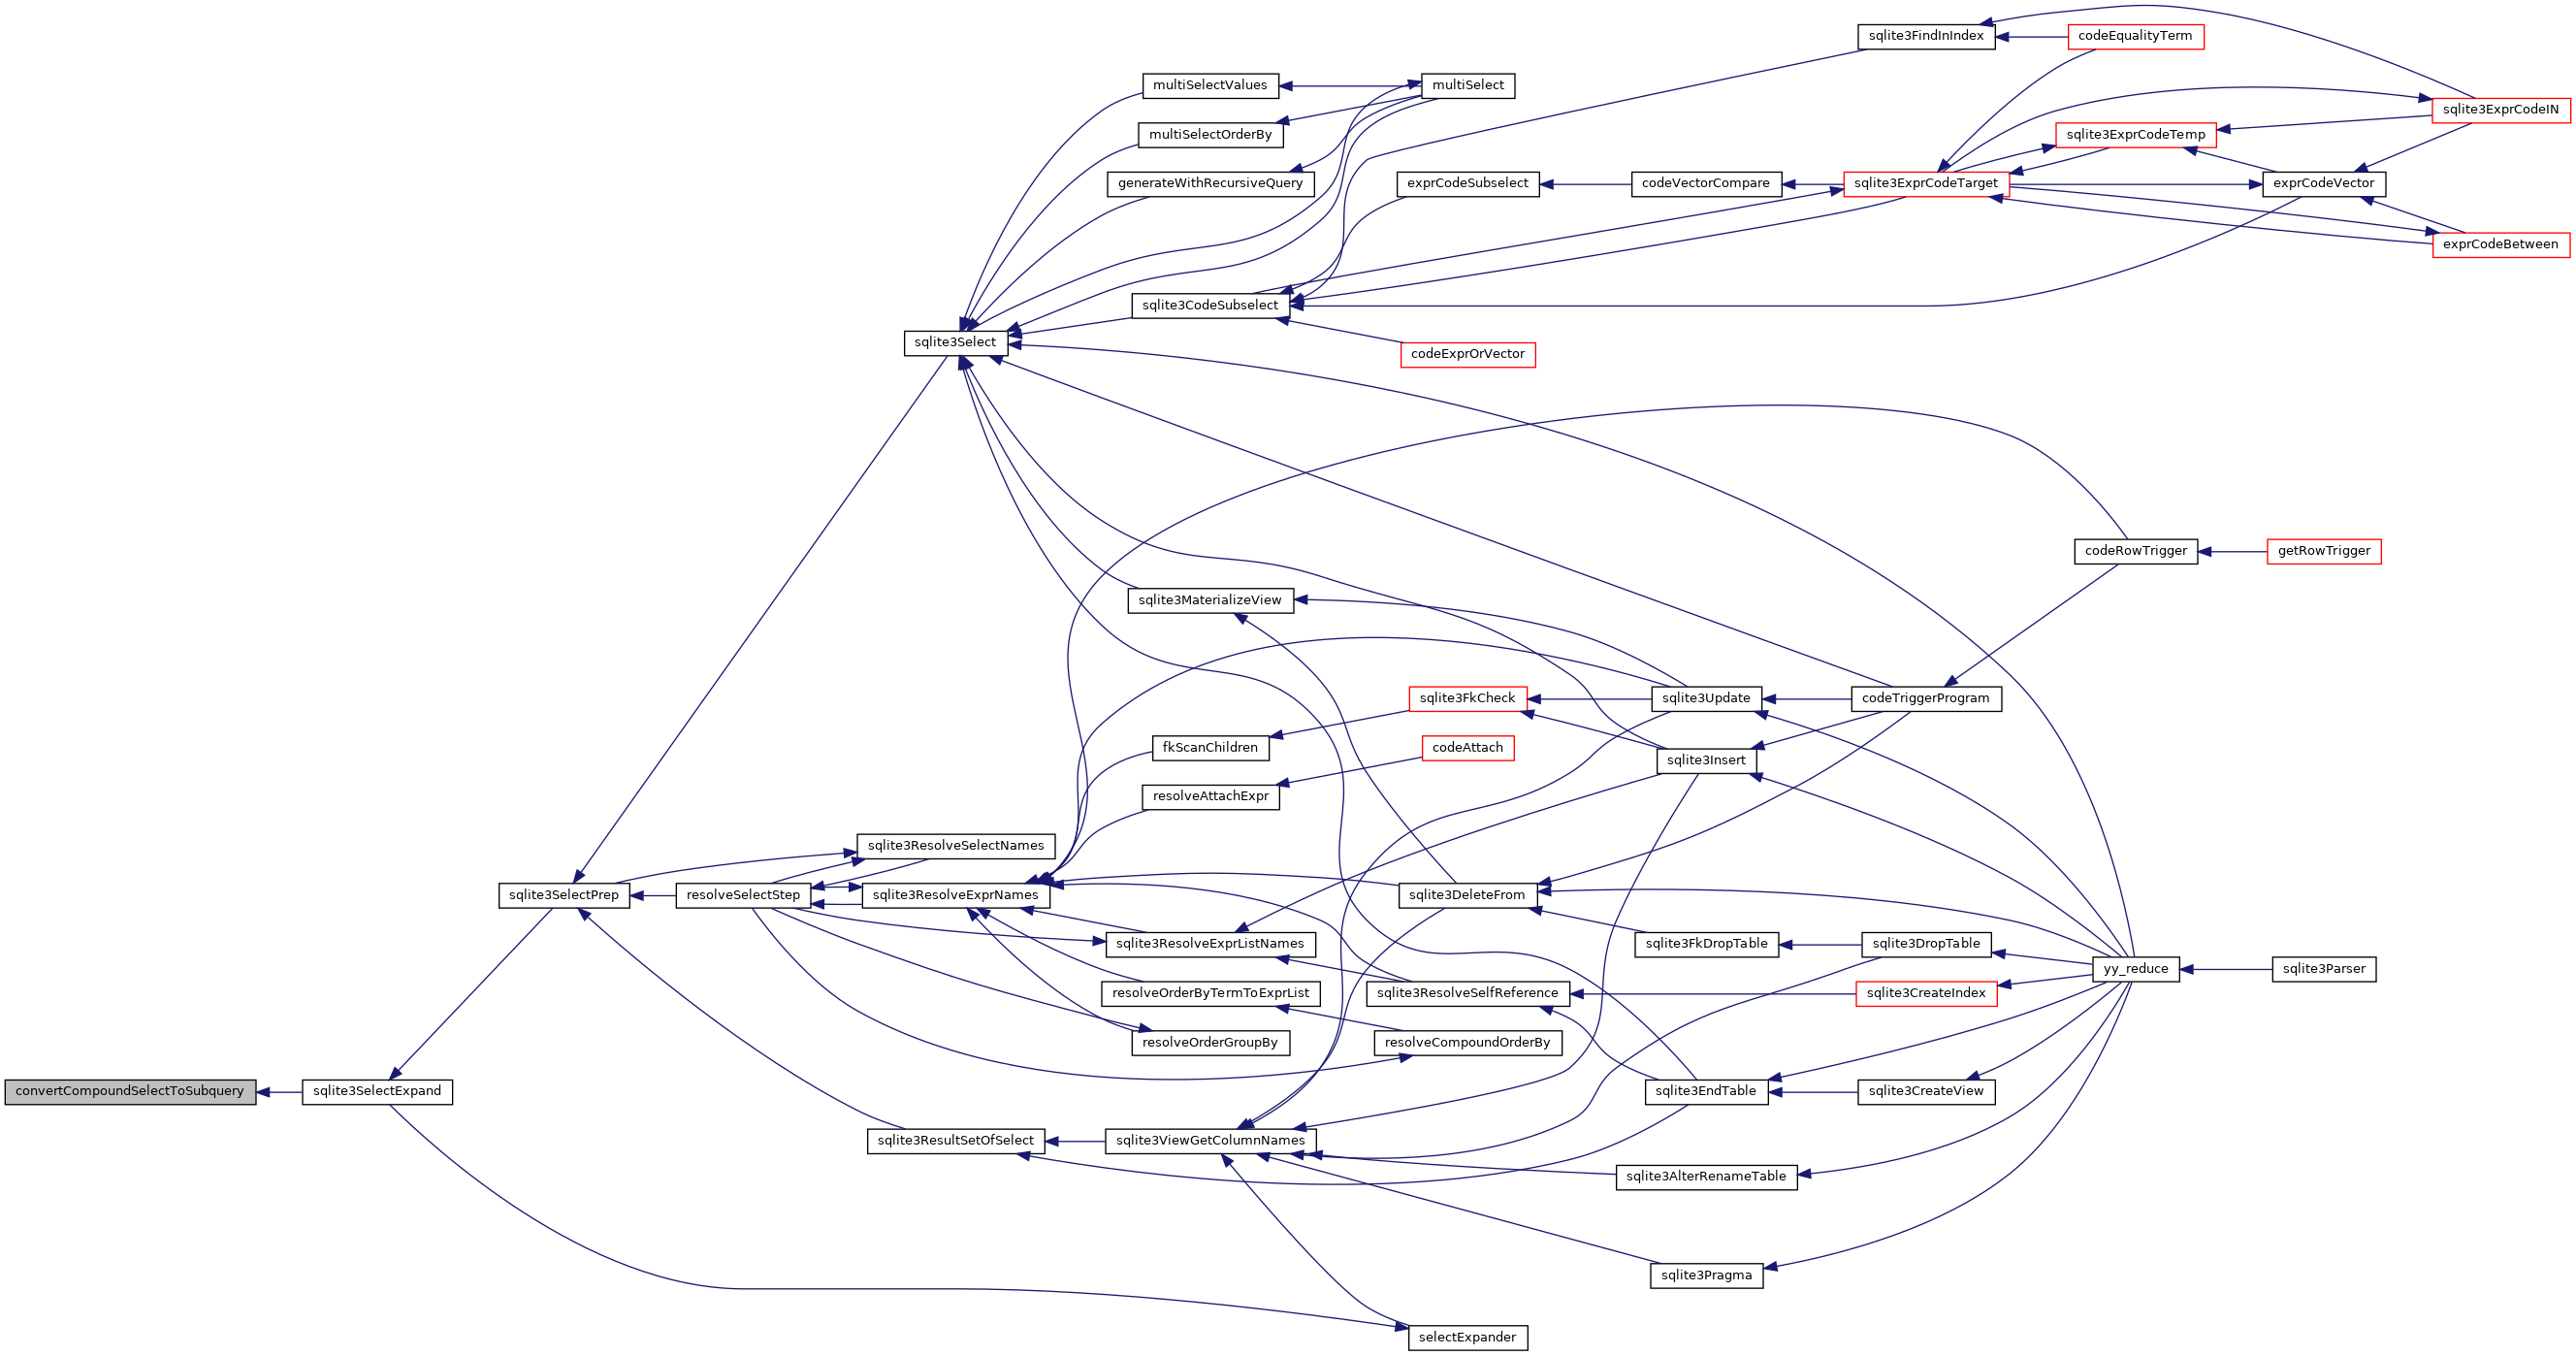 sqlite3FindInIndex
codeEqualityTerm
multiSelectValues
multiSelect
sqlite3ExprCodeIN
multiSelectOrderBy
sqlite3ExprCodeTemp
generateWithRecursiveQuery
exprCodeSubselect
codeVectorCompare
sqlite3ExprCodeTarget
exprCodeVector
exprCodeBetween
sqlite3CodeSubselect
sqlite3Select
codeExprOrVector
codeRowTrigger
getRowTrigger
sqlite3MaterializeView
sqlite3FkCheck
sqlite3Update
codeTriggerProgram
fkScanChildren
codeAttach
sqlite3Insert
resolveAttachExpr
sqlite3ResolveSelectNames
sqlite3SelectPrep
resolveSelectStep
sqlite3ResolveExprNames
sqlite3DeleteFrom
sqlite3ResolveExprListNames
sqlite3FkDropTable
sqlite3DropTable
yy_reduce
sqlite3Parser
resolveOrderByTermToExprList
sqlite3ResolveSelfReference
sqlite3CreateIndex
resolveOrderGroupBy
resolveCompoundOrderBy
convertCompoundSelectToSubquery
sqlite3SelectExpand
sqlite3EndTable
sqlite3CreateView
sqlite3ResultSetOfSelect
sqlite3ViewGetColumnNames
sqlite3AlterRenameTable
sqlite3Pragma
selectExpander